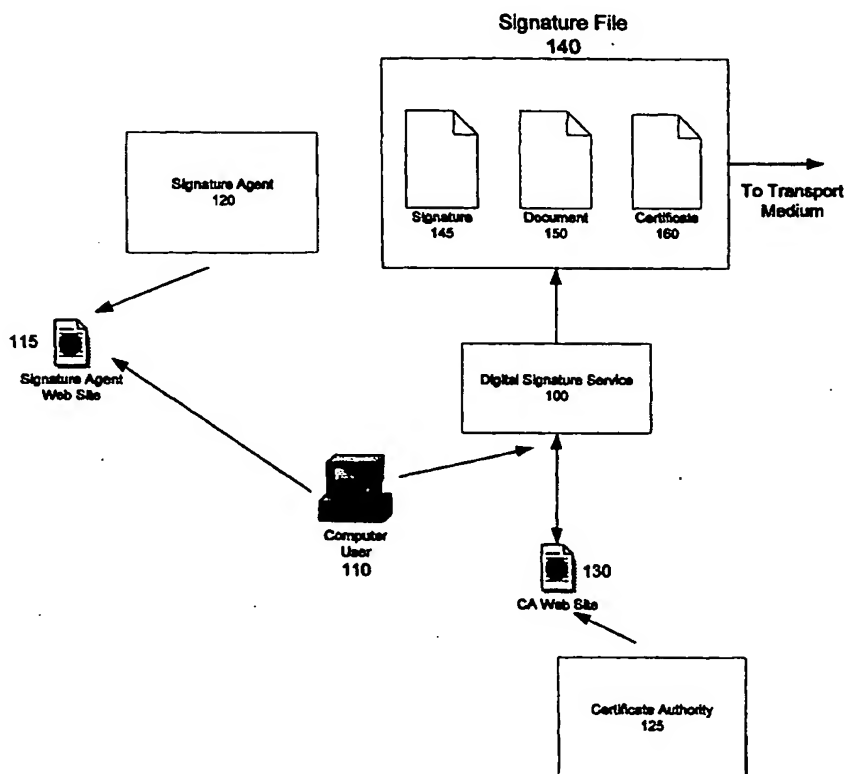 Signature File
140
Signature Agent
120
Signature
145
Document
150
Certificate
160
To Transport
Medium
115
Signature Agent
Web Site
Digital Signature Service
100
Computer
User
110
130
CA Web Site
Certificate Authority
125